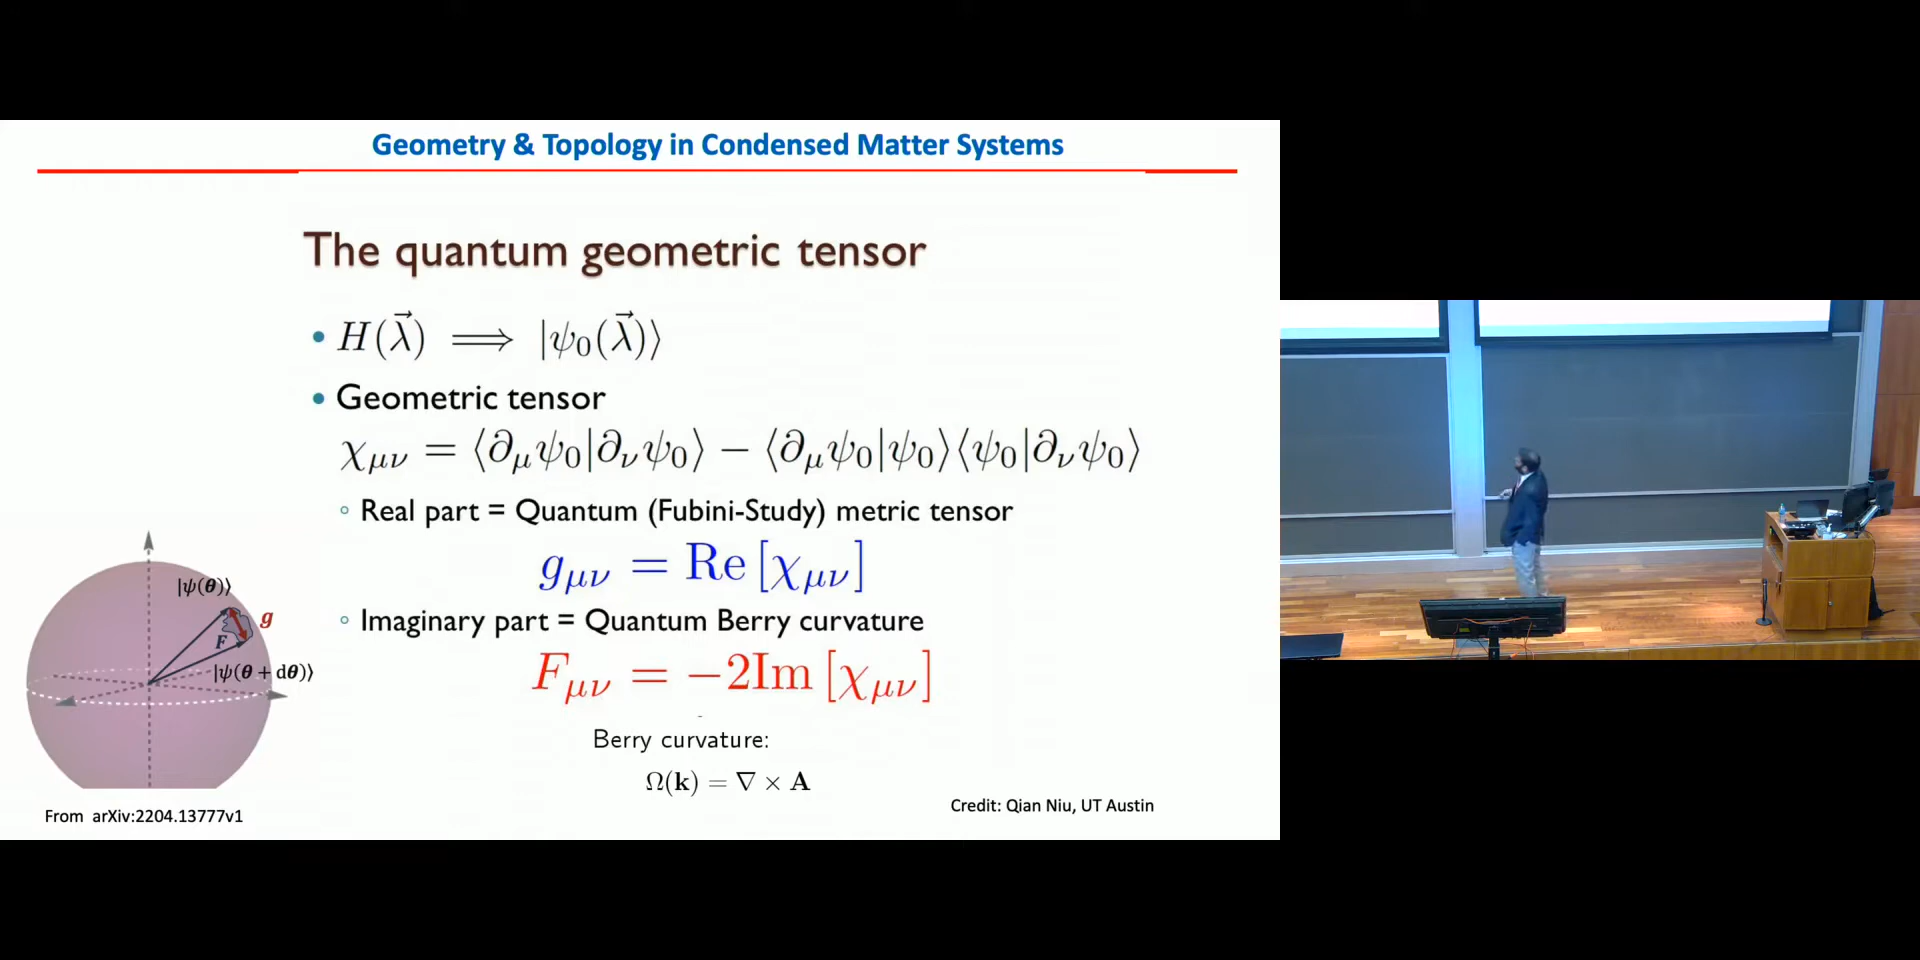 Geometry & Topology in Condensed Matter Systems
The quantum geometric tensor
• H(λ⃗) ⟹ |ψ₀(λ⃗)⟩
• Geometric tensor
χ_μν = ⟨∂_μψ₀|∂_νψ₀⟩ − ⟨∂_μψ₀|ψ₀⟩⟨ψ₀|∂_νψ₀⟩
◦ Real part = Quantum (Fubini-Study) metric tensor
g_μν = Re [χ_μν]
◦ Imaginary part = Quantum Berry curvature
F_μν = −2Im [χ_μν]
Berry curvature:
Ω(k) = ∇ × A
|ψ(θ)⟩
g
F
|ψ(θ + dθ)⟩
From arXiv:2204.13777v1
Credit: Qian Niu, UT Austin